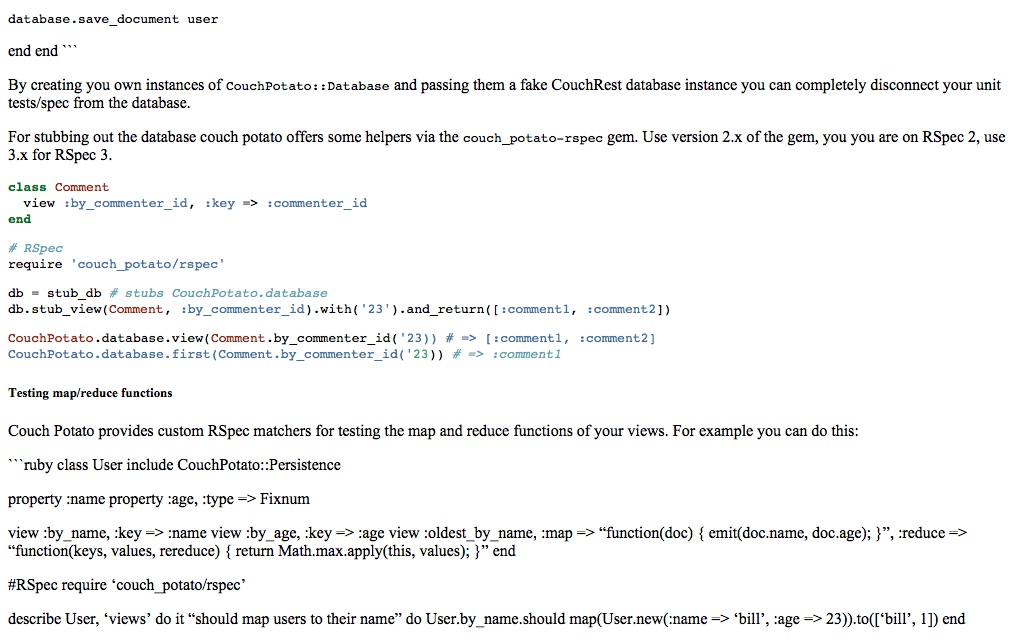 database.save_document user
end end ```
By creating you own instances of CouchPotato::Database and passing them a fake CouchRest database instance you can completely disconnect your unit
tests/spec from the database.
For stubbing out the database couch potato offers some helpers via the couch_potato-rspec gem. Use version 2.x of the gem, you you are on RSpec 2, use
3.x for RSpec 3.
class Comment
  view :by_commenter_id, :key => :commenter_id
end
# RSpec
require 'couch_potato/rspec'
db = stub_db # stubs CouchPotato.database
db.stub_view(Comment, :by_commenter_id).with('23').and_return([:comment1, :comment2])
CouchPotato.database.view(Comment.by_commenter_id('23)) # => [:comment1, :comment2]
CouchPotato.database.first(Comment.by_commenter_id('23)) # => :comment1
Testing map/reduce functions
Couch Potato provides custom RSpec matchers for testing the map and reduce functions of your views. For example you can do this:
```ruby class User include CouchPotato::Persistence
property :name property :age, :type => Fixnum
view :by_name, :key => :name view :by_age, :key => :age view :oldest_by_name, :map => “function(doc) { emit(doc.name, doc.age); }”, :reduce =>
“function(keys, values, rereduce) { return Math.max.apply(this, values); }” end
#RSpec require ‘couch_potato/rspec’
describe User, ‘views’ do it “should map users to their name” do User.by_name.should map(User.new(:name => ‘bill’, :age => 23)).to([‘bill’, 1]) end